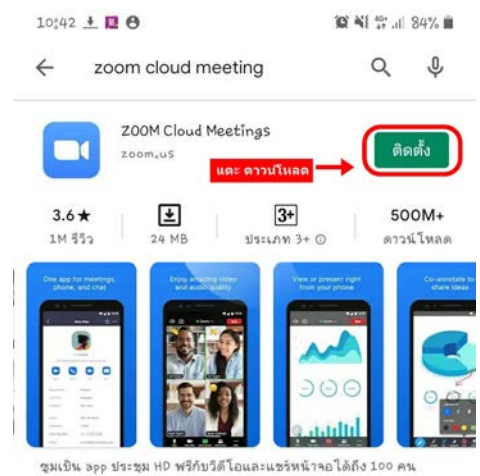 10:42 84%
zoom cloud meeting
ZOOM Cloud Meetings
zoom.us
ติดตั้ง
แตะ ดาวน์โหลด
3.6★ 3+ 500M+
1M รีวิว 24 MB ประเภท 3+ ดาวน์โหลด
One app for meetings, phone, and chat
Enjoy amazing video and audio quality
View or present right from your phone
Co-annotate to share ideas
ซูมเป็น app ประชุม HD ฟรีกับวิดีโอและแชร์หน้าจอได้ถึง 100 คน